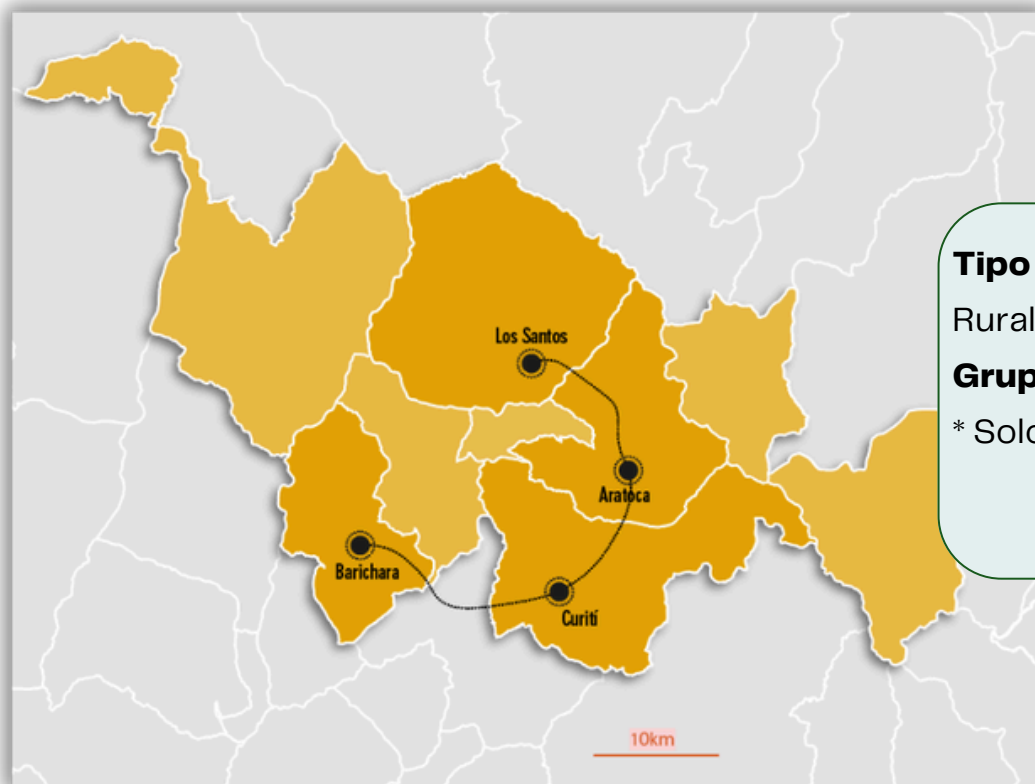 Los Santos
Aratoca
Barichara
Curití
10km
Tipo
Rural
Grup
* Solo